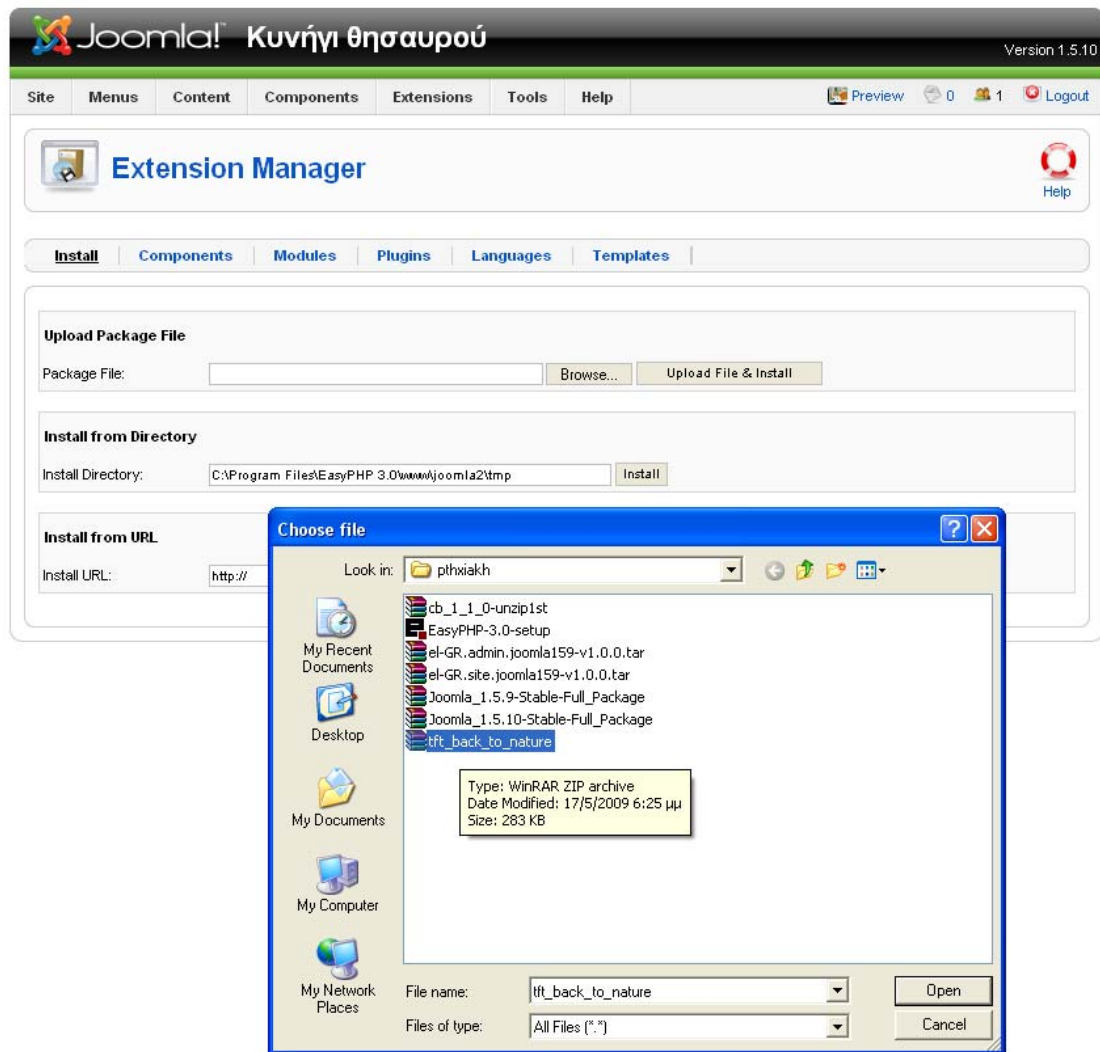 Joomla! Κυνήγι θησαυρού
Version 1.5.10
Site Menus Content Components Extensions Tools Help Preview 0 1 Logout
Extension Manager
Help
Install Components Modules Plugins Languages Templates
Upload Package File
Package File: Browse... Upload File & Install
Install from Directory
Install Directory: C:\Program Files\EasyPHP 3.0\www\joomla2\tmp Install
Install from URL
Install URL: http://
Choose file
Look in: pthxiakh
cb_1_1_0-unzip1st
EasyPHP-3.0-setup
el-GR.admin.joomla159-v1.0.0.tar
el-GR.site.joomla159-v1.0.0.tar
Joomla_1.5.9-Stable-Full_Package
Joomla_1.5.10-Stable-Full_Package
tft_back_to_nature
Type: WinRAR ZIP archive
Date Modified: 17/5/2009 6:25 μμ
Size: 283 KB
My Recent
Documents
Desktop
My Documents
My Computer
My Network
Places
File name: tft_back_to_nature Open
Files of type: All Files (*.*) Cancel